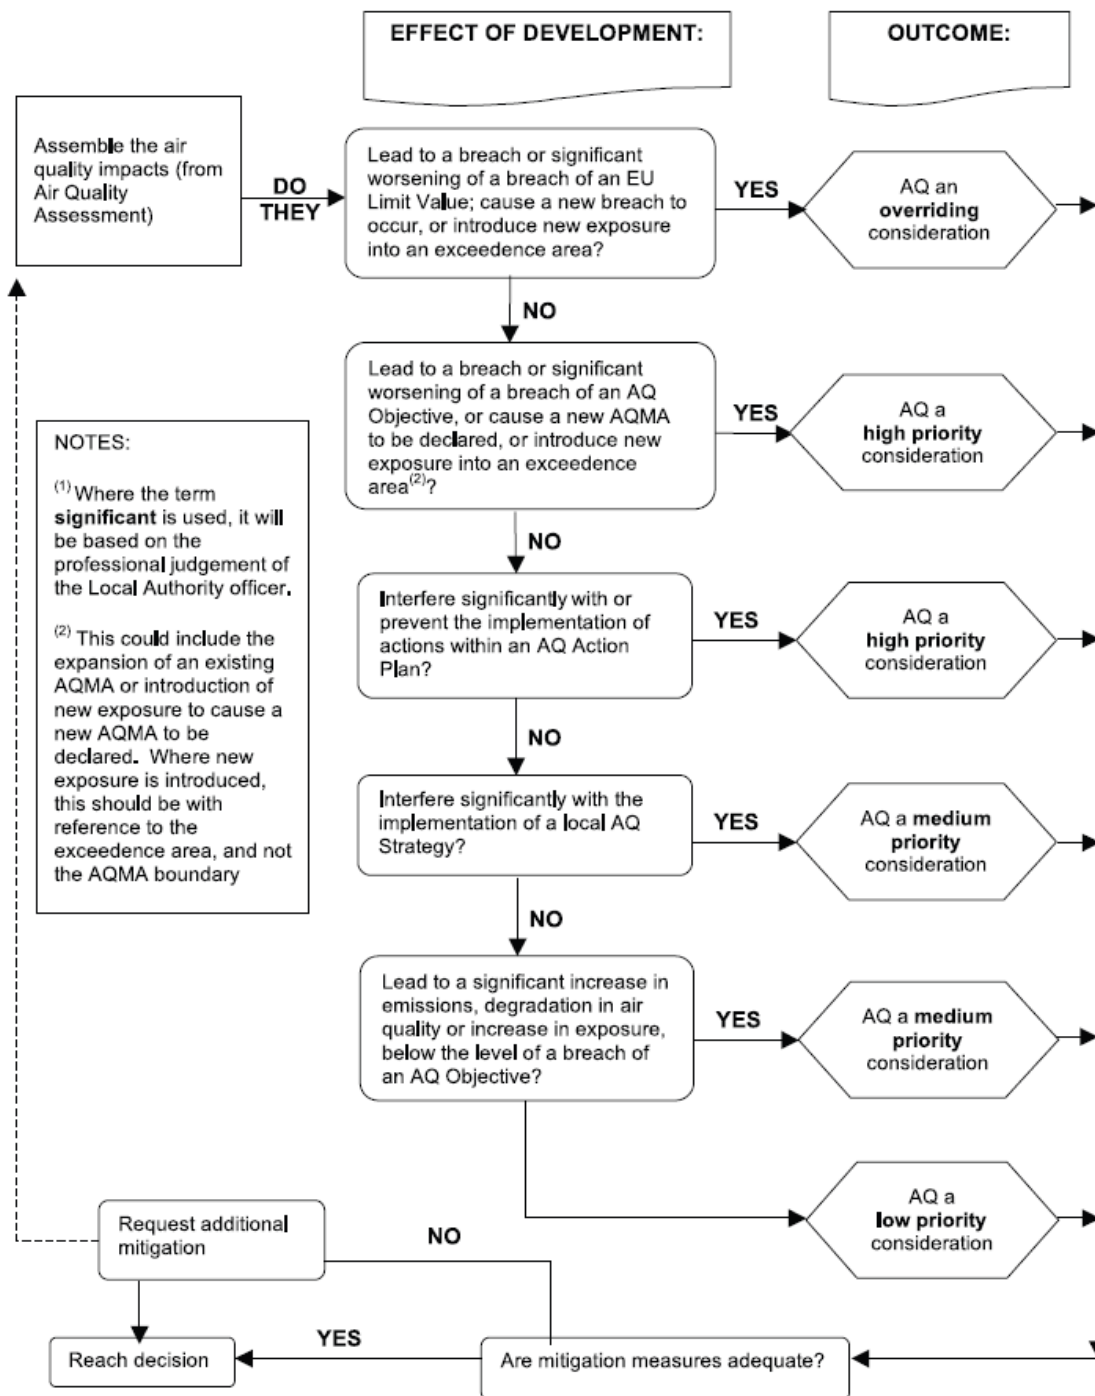 EFFECT OF DEVELOPMENT:
OUTCOME:
Assemble the air
quality impacts (from
Air Quality
Assessment)
DO
THEY
Lead to a breach or significant
worsening of a breach of an EU
Limit Value; cause a new breach to
occur, or introduce new exposure
into an exceedence area?
YES
AQ an
overriding
consideration
NO
Lead to a breach or significant
worsening of a breach of an AQ
Objective, or cause a new AQMA
to be declared, or introduce new
exposure into an exceedence
area(2)?
YES
AQ a
high priority
consideration
NOTES:
(1) Where the term
significant is used, it will
be based on the
professional judgement of
the Local Authority officer.
(2) This could include the
expansion of an existing
AQMA or introduction of
new exposure to cause a
new AQMA to be
declared. Where new
exposure is introduced,
this should be with
reference to the
exceedence area, and not
the AQMA boundary
NO
Interfere significantly with or
prevent the implementation of
actions within an AQ Action
Plan?
YES
AQ a
high priority
consideration
NO
Interfere significantly with the
implementation of a local AQ
Strategy?
YES
AQ a medium
priority
consideration
NO
Lead to a significant increase in
emissions, degradation in air
quality or increase in exposure,
below the level of a breach of
an AQ Objective?
YES
AQ a medium
priority
consideration
AQ a
low priority
consideration
Request additional
mitigation
NO
Reach decision
YES
Are mitigation measures adequate?